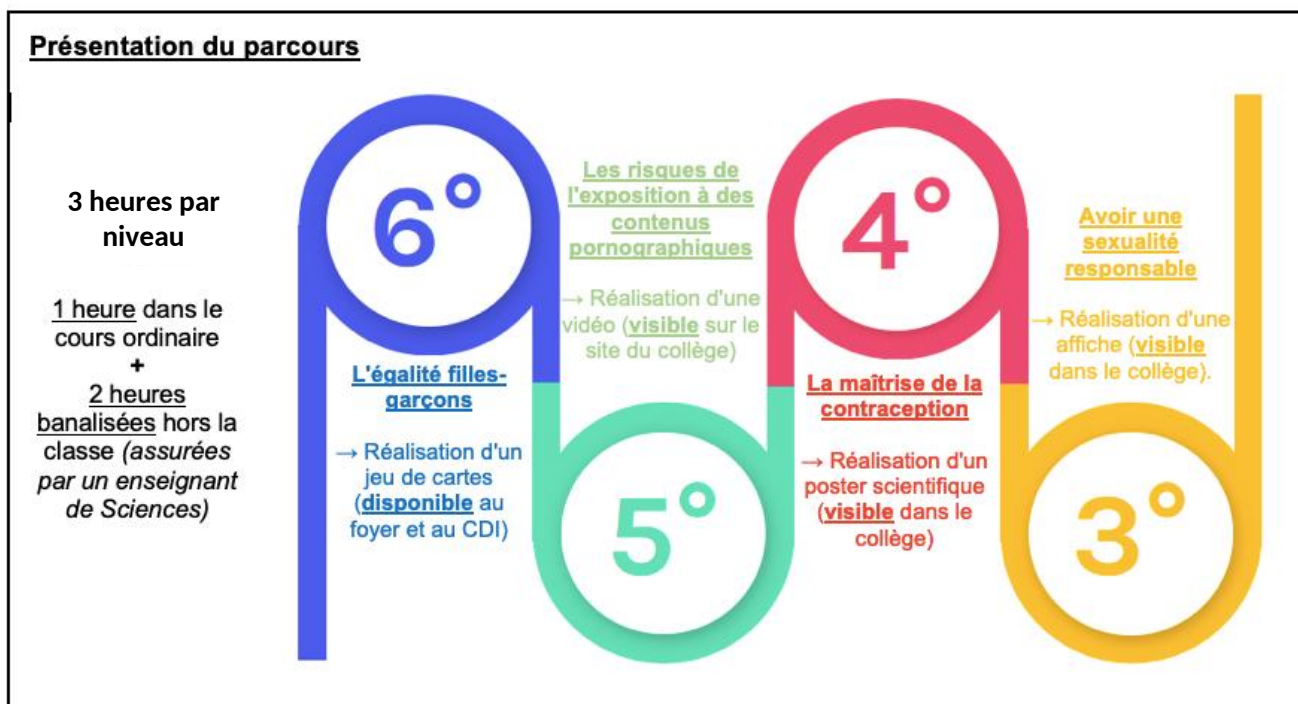 Présentation du parcours
3 heures par
niveau
1 heure dans le
cours ordinaire
+
2 heures
banalisées hors la
classe (assurées
par un enseignant
de Sciences)
6°
L'égalité filles-
garçons
→ Réalisation d'un
jeu de cartes
(disponible au
foyer et au CDI)
Les risques de
l'exposition à des
contenus
pornographiques
→ Réalisation d'une
vidéo (visible sur le
site du collège)
5°
4°
La maîtrise de la
contraception
→ Réalisation d'un
poster scientifique
(visible dans le
collège)
Avoir une
sexualité
responsable
→ Réalisation d'une
affiche (visible
dans le collège).
3°